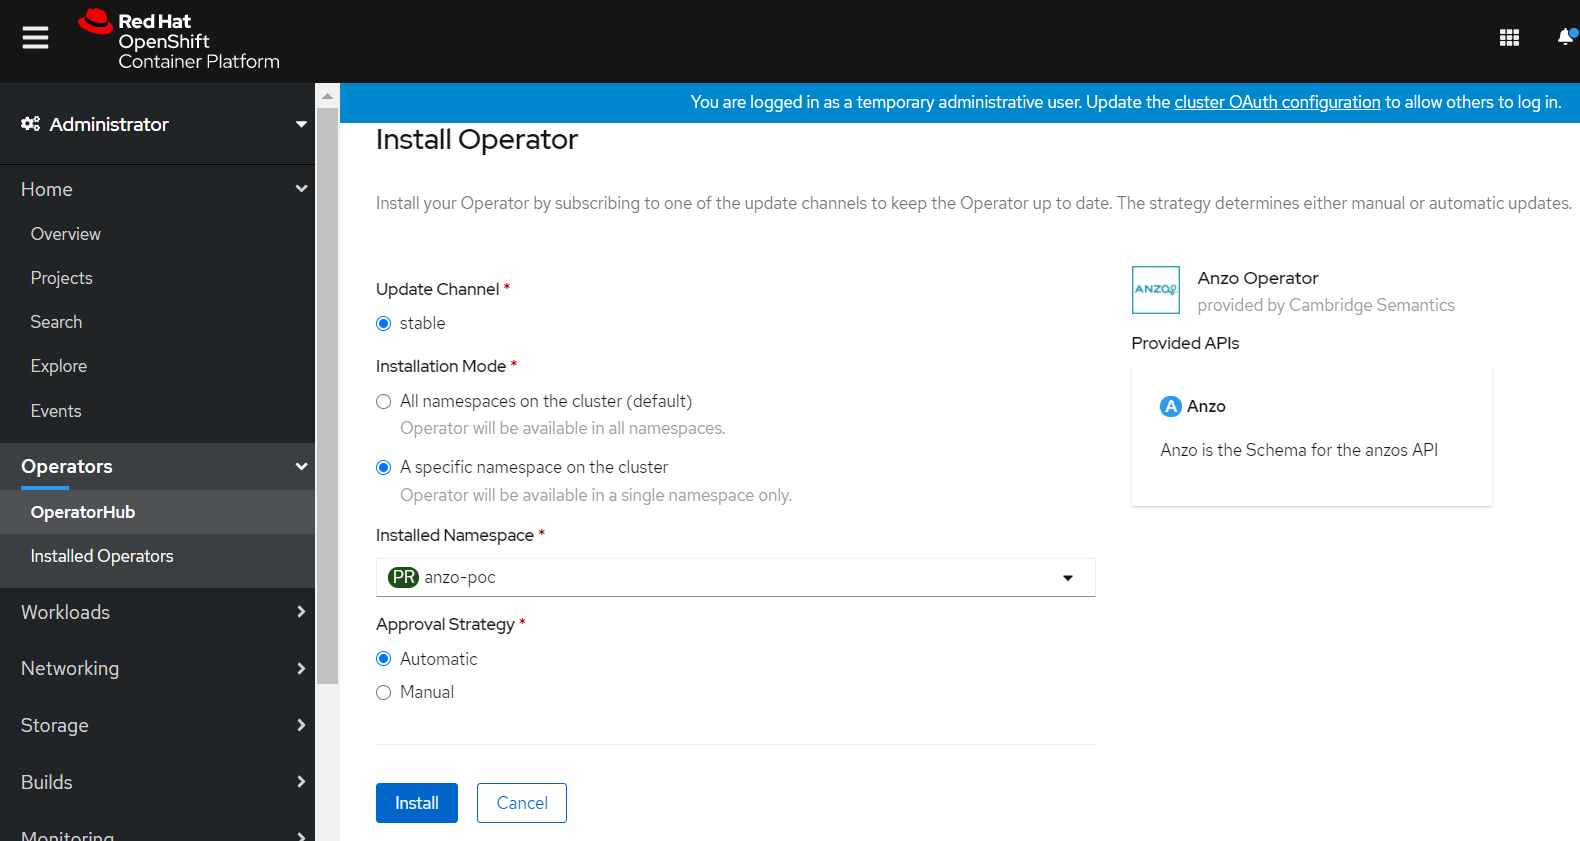 Red Hat
OpenShift
Container Platform
You are logged in as a temporary administrative user. Update the cluster OAuth configuration to allow others to log in.
Administrator
Home
Overview
Projects
Search
Explore
Events
Operators
OperatorHub
Installed Operators
Workloads
Networking
Storage
Builds
Monitoring
Install Operator
Install your Operator by subscribing to one of the update channels to keep the Operator up to date. The strategy determines either manual or automatic updates.
Update Channel *
stable
Installation Mode *
All namespaces on the cluster (default)
Operator will be available in all namespaces.
A specific namespace on the cluster
Operator will be available in a single namespace only.
Installed Namespace *
PR anzo-poc
Approval Strategy *
Automatic
Manual
Install
Cancel
ANZO
Anzo Operator
provided by Cambridge Semantics
Provided APIs
A Anzo
Anzo is the Schema for the anzos API